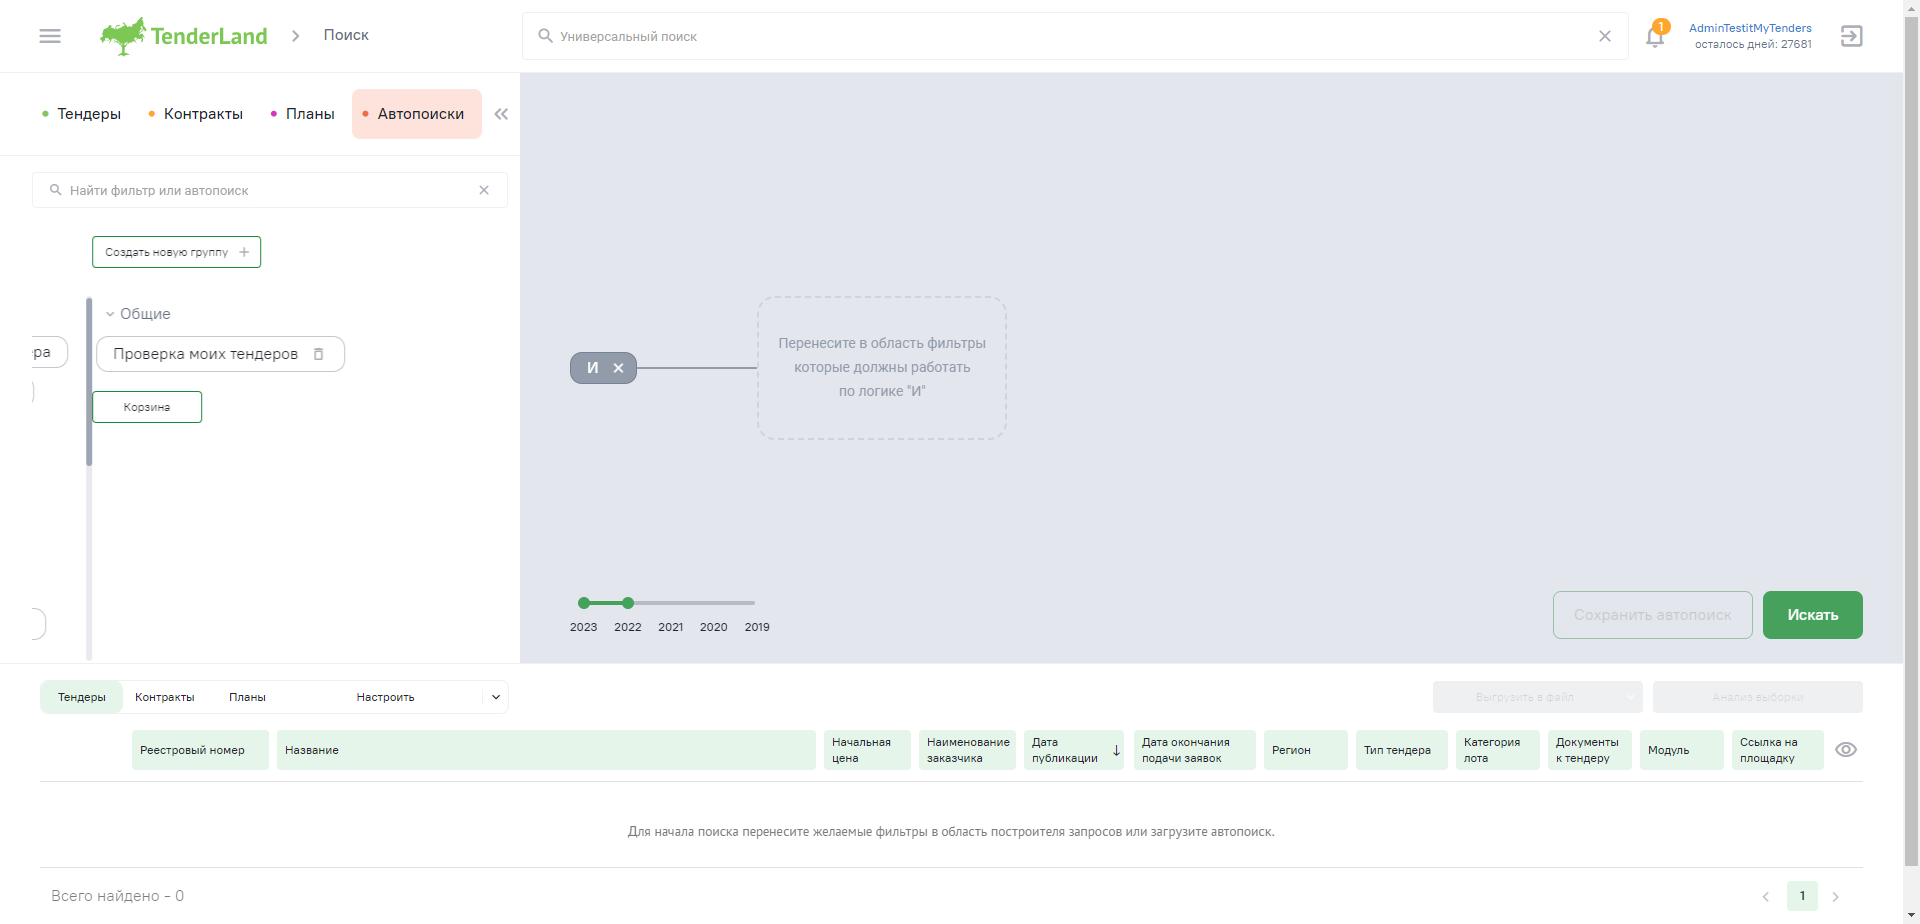 TenderLand
Поиск
Универсальный поиск
1
AdminTestitMyTenders
осталось дней: 27681
Тендеры
Контракты
Планы
Автопоиски
Найти фильтр или автопоиск
Создать новую группу
Общие
ера
Проверка моих тендеров
Корзина
И
Перенесите в область фильтры
которые должны работать
по логике "И"
2023 2022 2021 2020 2019
Сохранить автопоиск
Искать
Тендеры
Контракты
Планы
Настроить
Выгрузить в файл
Анализ выборки
Реестровый номер
Название
Начальная
цена
Наименование
заказчика
Дата
публикации
Дата окончания
подачи заявок
Регион
Тип тендера
Категория
лота
Документы
к тендеру
Модуль
Ссылка на
площадку
Для начала поиска перенесите желаемые фильтры в область построителя запросов или загрузите автопоиск.
Всего найдено - 0
1